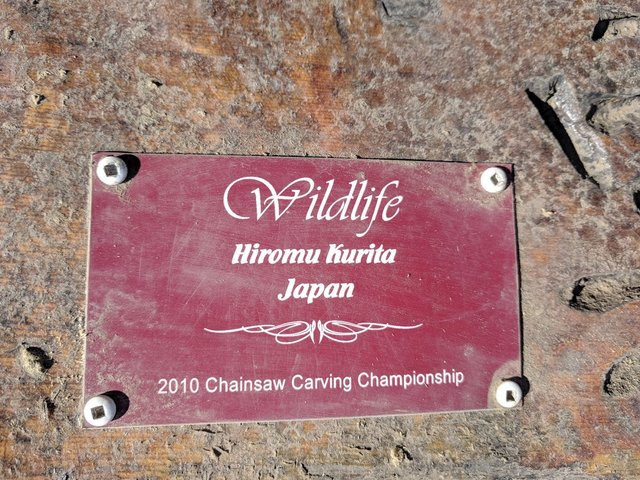 Wildlife
Hiromu Kurita
Japan
2010 Chainsaw Carving Championship